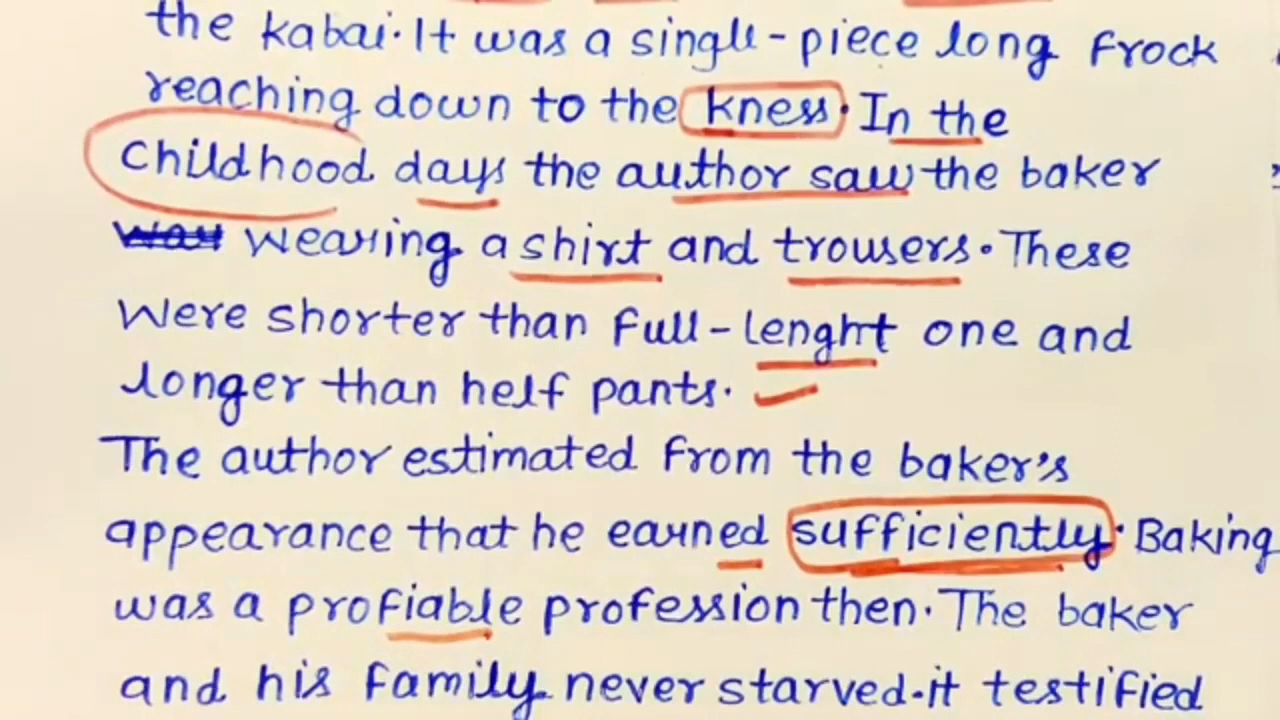 the kabai. It was a single-piece long frock
reaching down to the kness. In the
Childhood days the author saw the baker
wearing a shirt and trousers. These
were shorter than full-lenght one and
longer than helf pants.
The author estimated from the baker's
appearance that he earned sufficiently. Baking
was a profiable profession then. The baker
and his family never starved. it testified